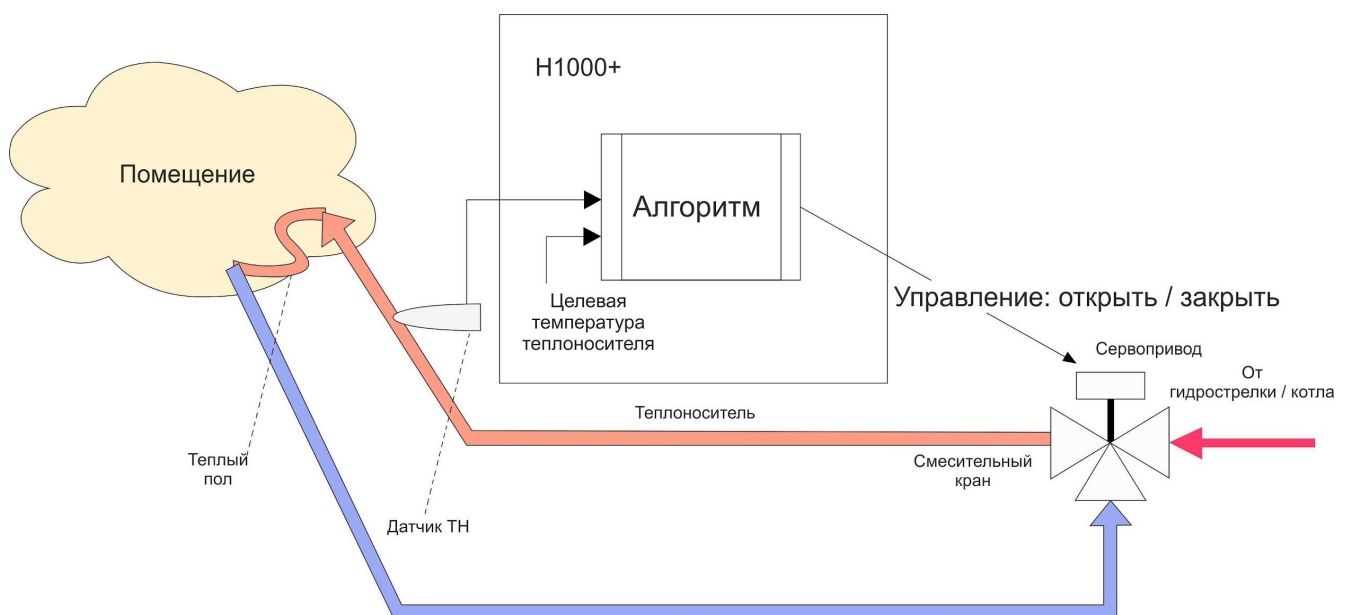 H1000+
Помещение
Алгоритм
Целевая
температура
теплоносителя
Управление: открыть / закрыть
Сервопривод
От
гидрострелки / котла
Теплоноситель
Смесительный
кран
Теплый
пол
Датчик ТН